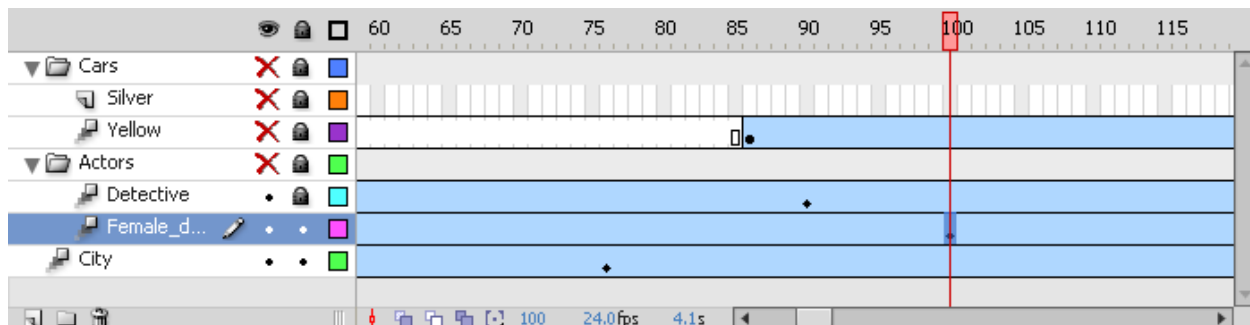 60 65 70 75 80 85 90 95 100 105 110 115
Cars
Silver
Yellow
Actors
Detective
Female_d...
City
100 24.0fps 4.1s